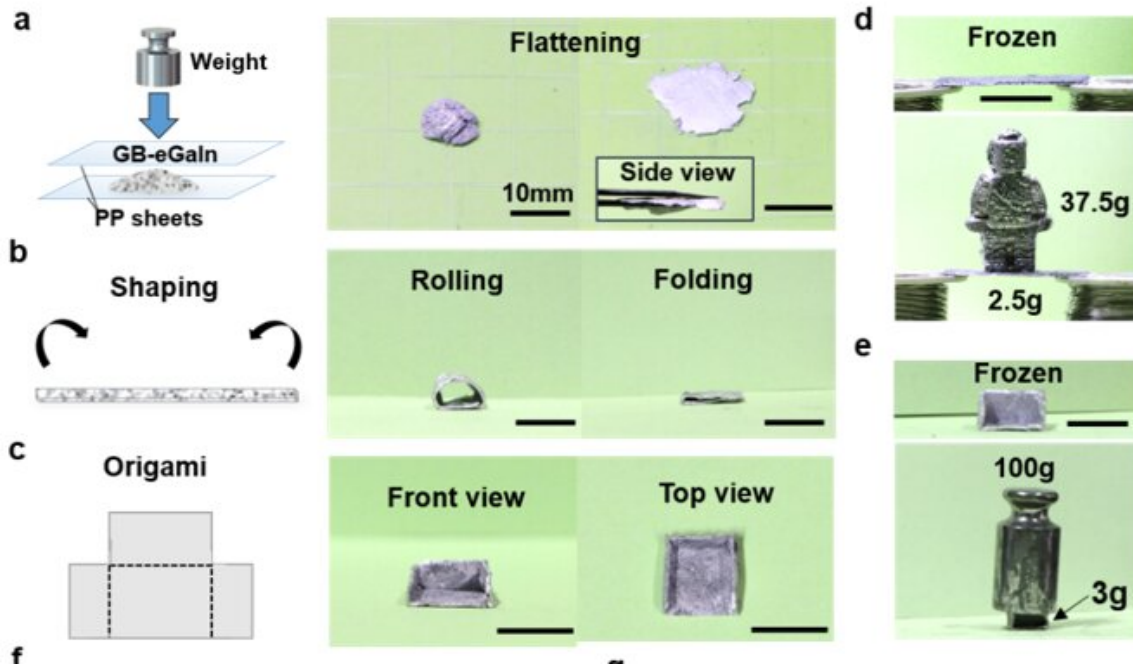 a
Weight
GB-eGaIn
PP sheets
Flattening
10mm
Side view
b
Shaping
Rolling
Folding
c
Origami
Front view
Top view
d
Frozen
37.5g
2.5g
e
Frozen
100g
3g
f